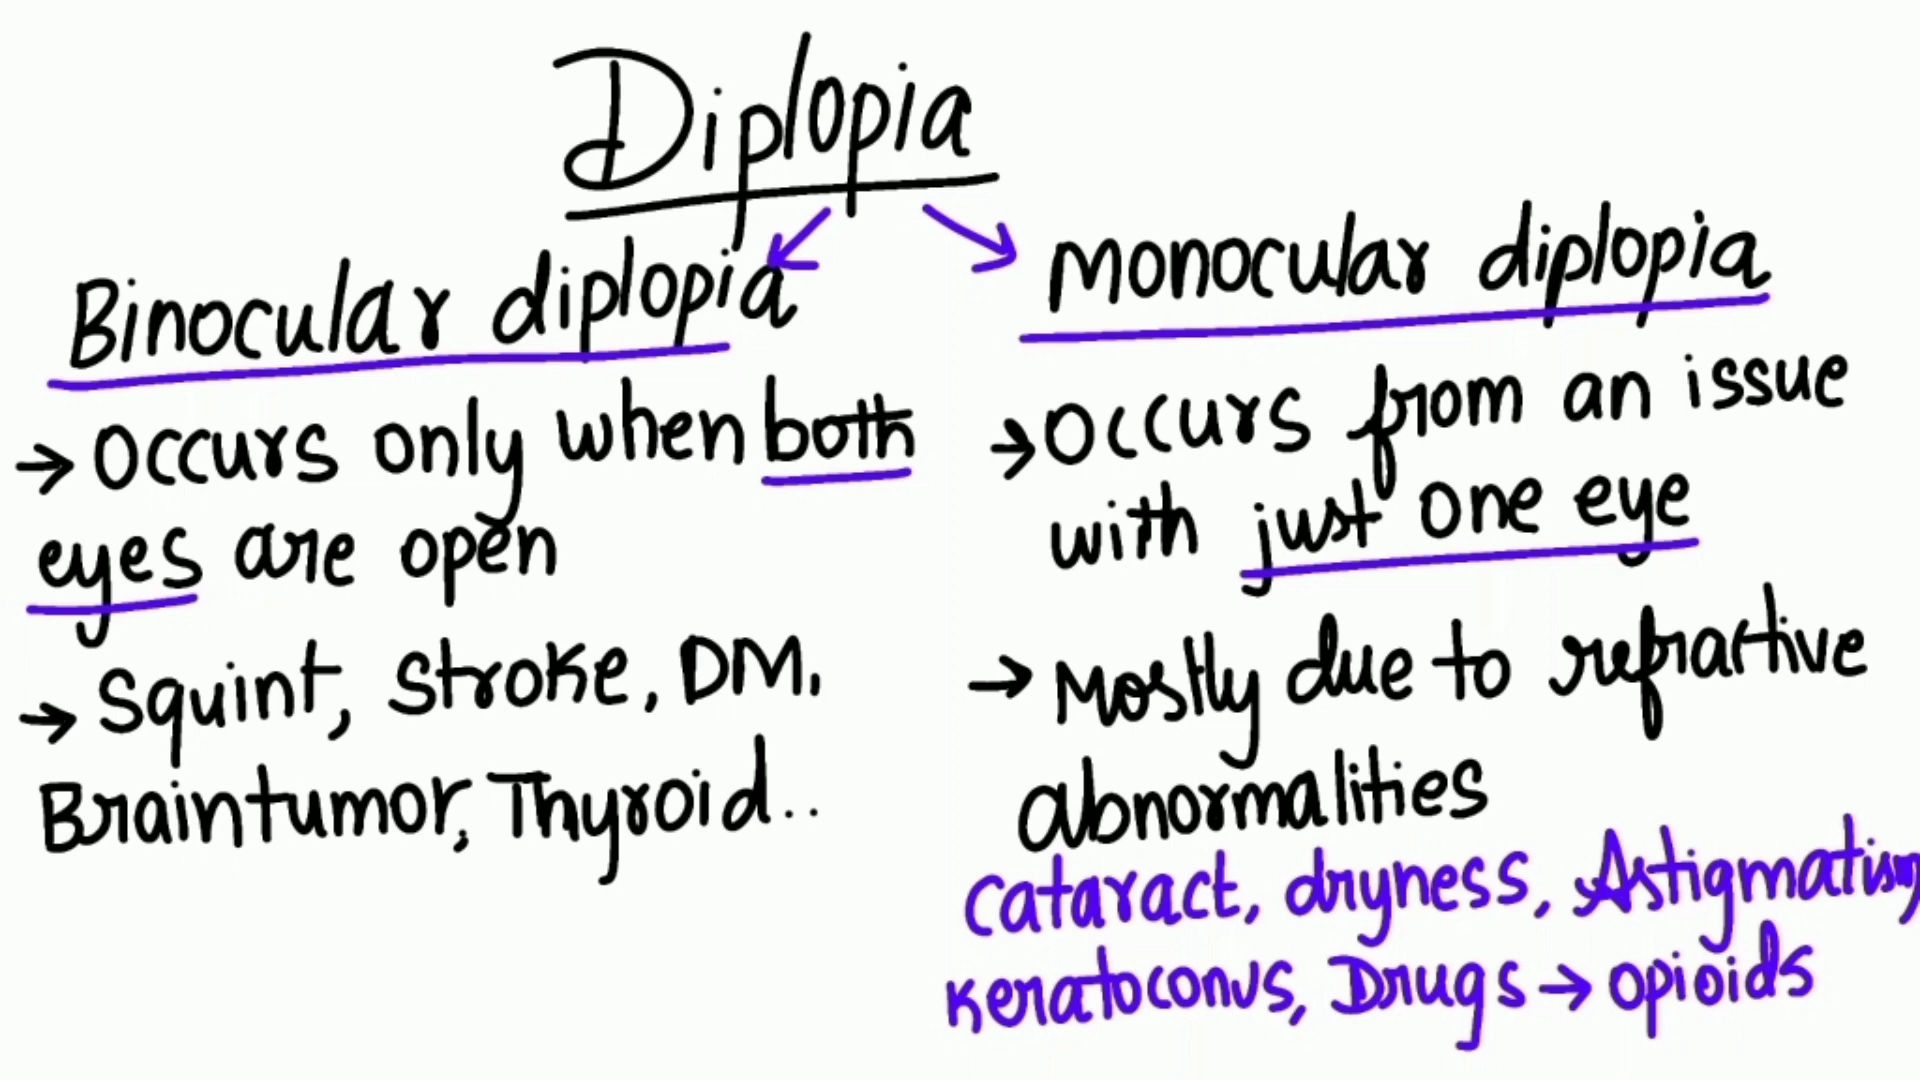 Diplopia
Binocular diplopia
→ Occurs only when both
eyes are open
→ Squint, Stroke, DM,
Braintumor, Thyroid..
Monocular diplopia
→ Occurs from an issue
with just one eye
→ Mostly due to refractive
abnormalities
Cataract, dryness, Astigmatism,
Keratoconus, Drugs → opioids